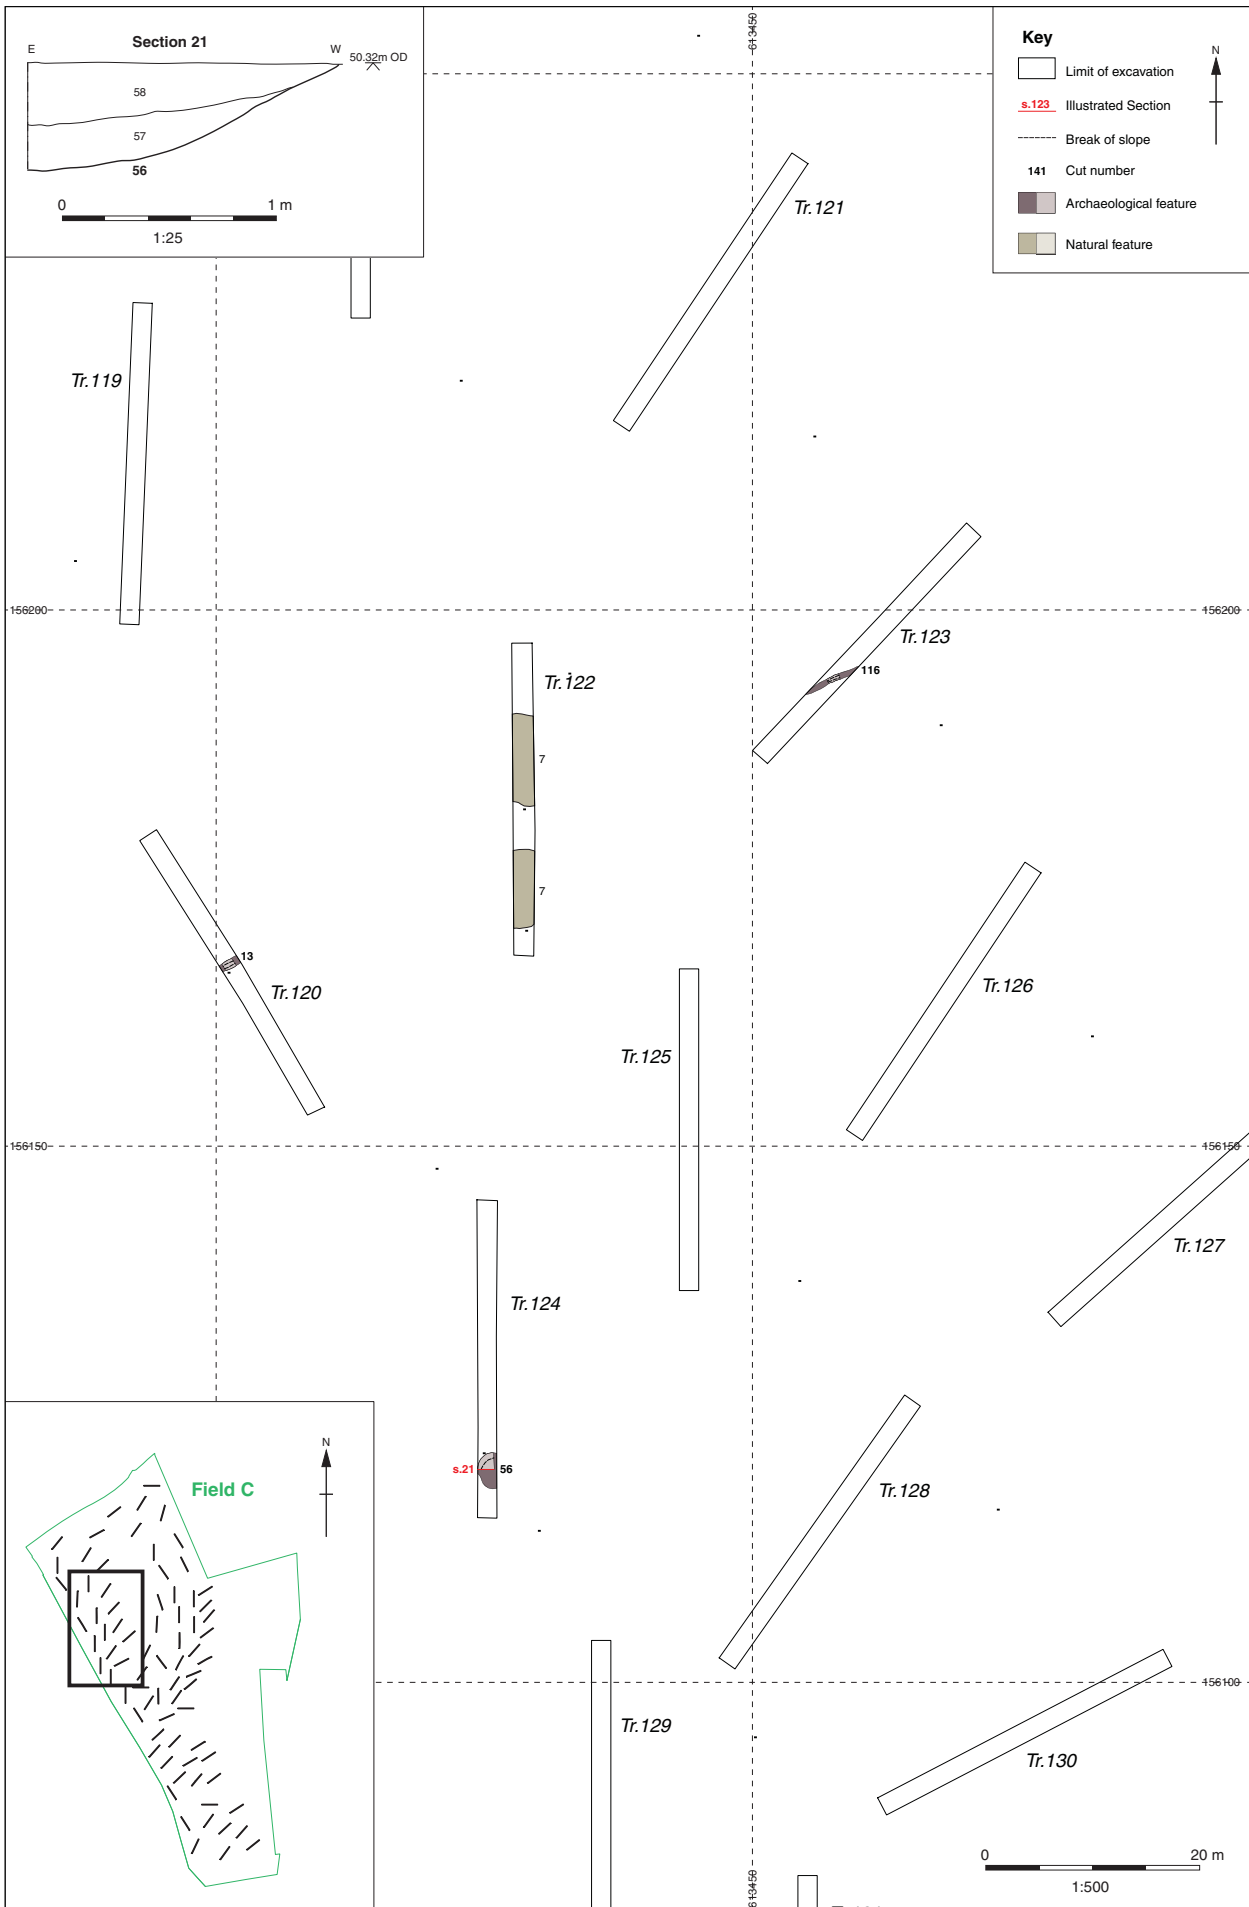 Section 21
E
W
50.32m OD
58
57
56
0
1 m
1:25
613450
Key
N
Limit of excavation
s.123
Illustrated Section
Break of slope
141
Cut number
Archaeological feature
Natural feature
Tr.121
Tr.119
156200
156200
Tr.123
116
Tr.122
7
7
13
Tr.120
Tr.126
Tr.125
156150
156150
Tr.127
Tr.124
s.21
56
Tr.128
Field C
N
156100
Tr.129
Tr.130
613450
0
20 m
1:500